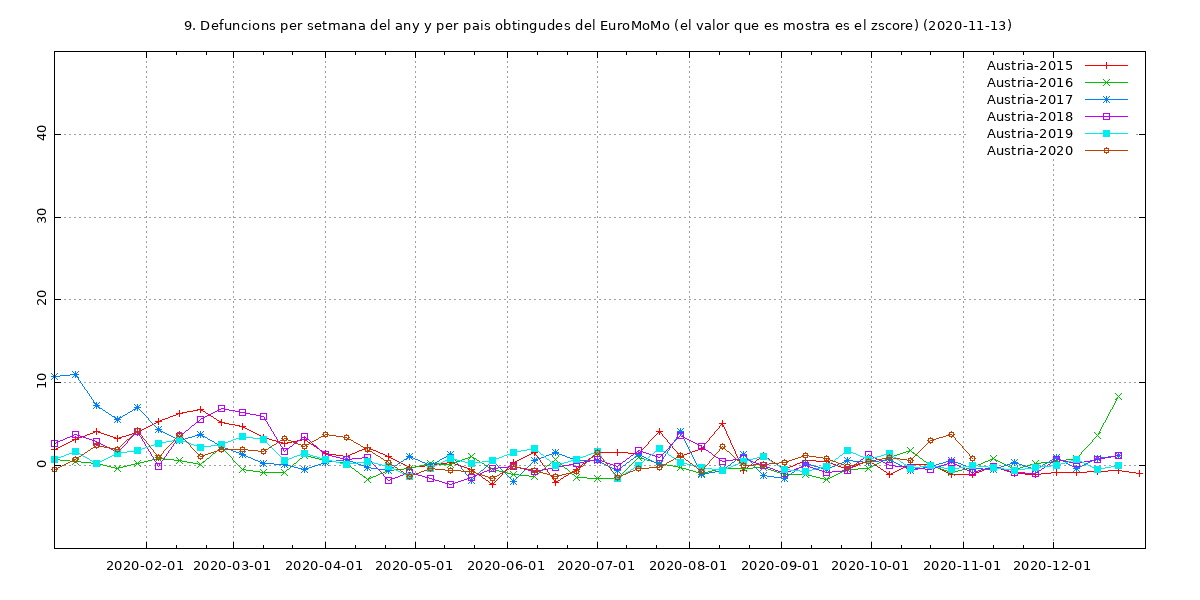 9. Defuncions per setmana del any y per pais obtingudes del EuroMoMo (el valor que es mostra es el zscore) (2020-11-13)
Austria-2015
Austria-2016
Austria-2017
Austria-2018
Austria-2019
Austria-2020
40
30
20
10
0
2020-02-01 2020-03-01 2020-04-01 2020-05-01 2020-06-01 2020-07-01 2020-08-01 2020-09-01 2020-10-01 2020-11-01 2020-12-01